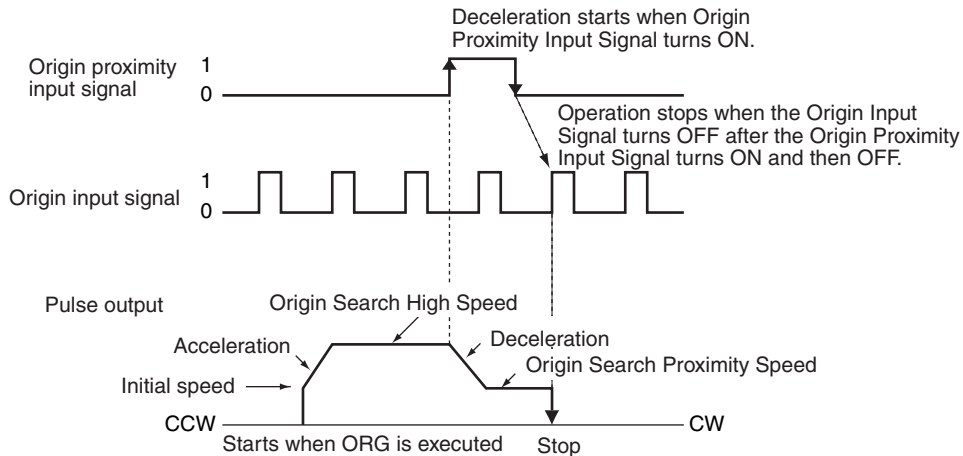 Deceleration starts when Origin
Proximity Input Signal turns ON.
Origin proximity
input signal
1
0
Operation stops when the Origin Input
Signal turns OFF after the Origin Proximity
Input Signal turns ON and then OFF.
Origin input signal
1
0
Pulse output
Origin Search High Speed
Acceleration
Deceleration
Origin Search Proximity Speed
Initial speed
CCW
CW
Starts when ORG is executed
Stop